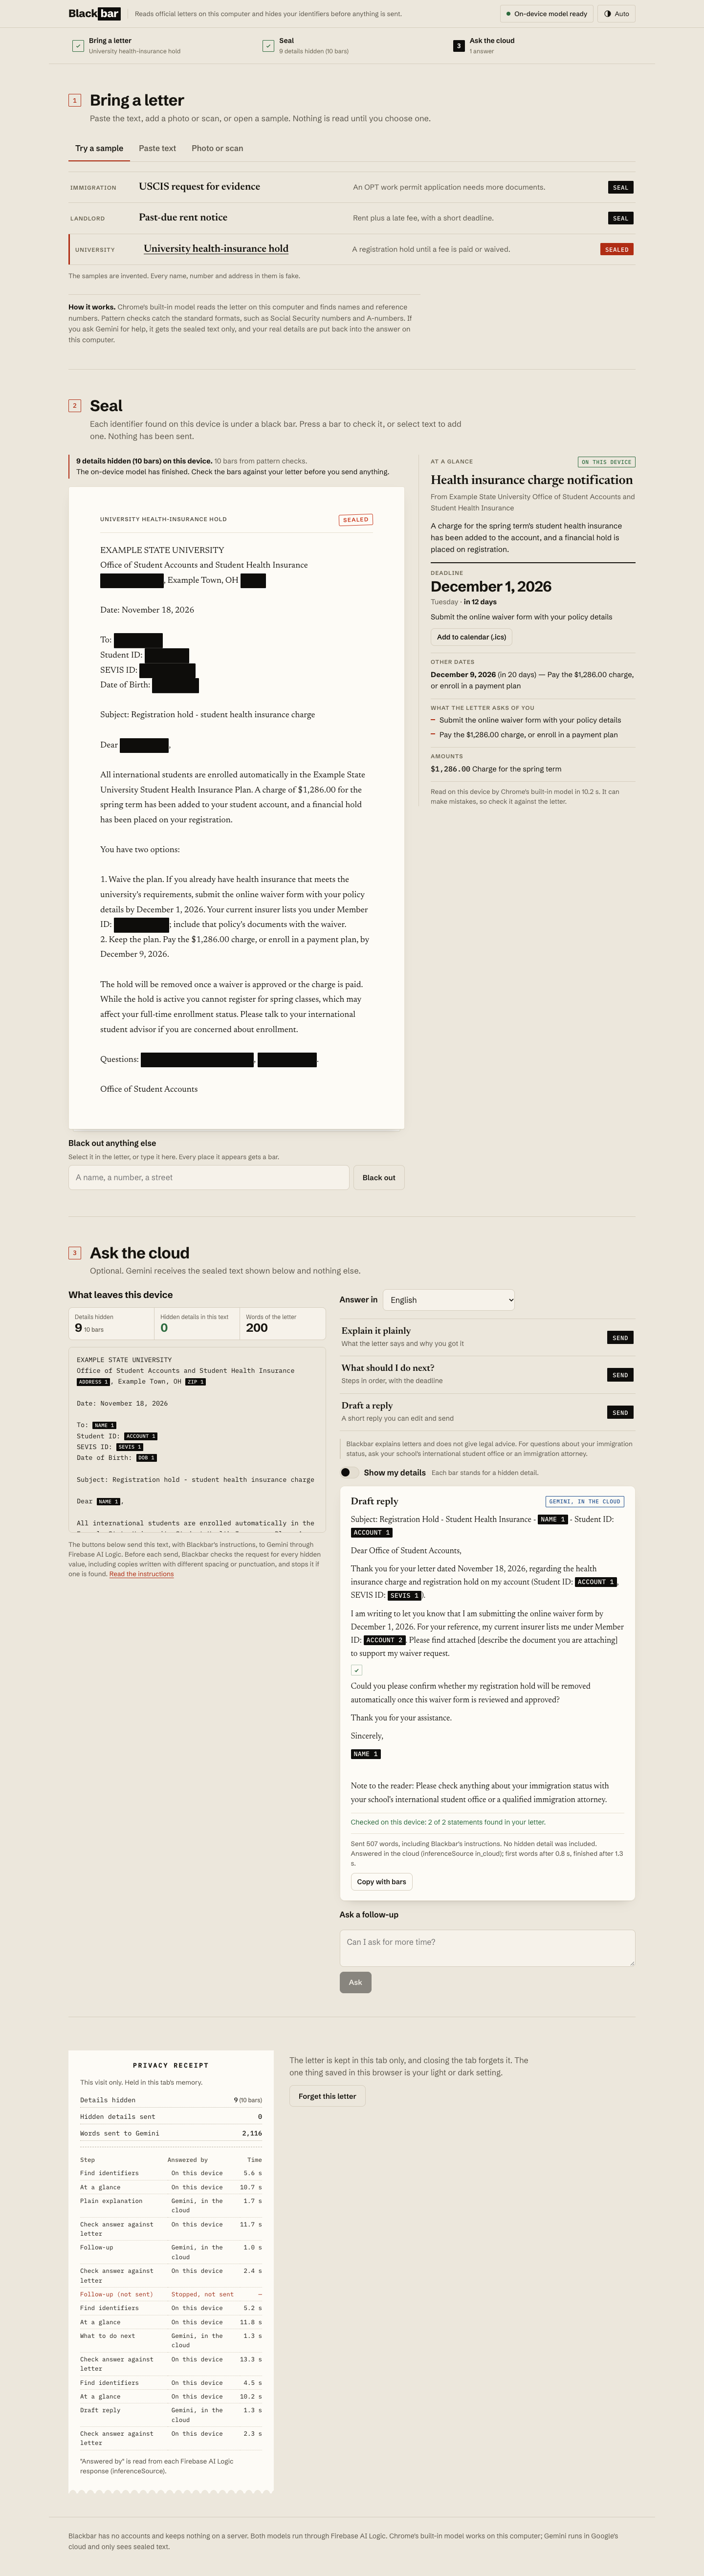 Blackbar
Reads official letters on this computer and hides your identifiers before anything is sent.
On-device model ready
Auto
Bring a letter
University health-insurance hold
Seal
9 details hidden (10 bars)
3
Ask the cloud
1 answer
1
Bring a letter
Paste the text, add a photo or scan, or open a sample. Nothing is read until you choose one.
Try a sample
Paste text
Photo or scan
IMMIGRATION
USCIS request for evidence
An OPT work permit application needs more documents.
SEAL
LANDLORD
Past-due rent notice
Rent plus a late fee, with a short deadline.
SEAL
UNIVERSITY
University health-insurance hold
A registration hold until a fee is paid or waived.
SEALED
The samples are invented. Every name, number and address in them is fake.
How it works. Chrome's built-in model reads the letter on this computer and finds names and reference
numbers. Pattern checks catch the standard formats, such as Social Security numbers and A-numbers. If
you ask Gemini for help, it gets the sealed text only, and your real details are put back into the answer on
this computer.
2
Seal
Each identifier found on this device is under a black bar. Press a bar to check it, or select text to add
one. Nothing has been sent.
9 details hidden (10 bars) on this device. 10 bars from pattern checks.
The on-device model has finished. Check the bars against your letter before you send anything.
UNIVERSITY HEALTH-INSURANCE HOLD
SEALED
EXAMPLE STATE UNIVERSITY
Office of Student Accounts and Student Health Insurance
, Example Town, OH
Date: November 18, 2026
To:
Student ID:
SEVIS ID:
Date of Birth:
Subject: Registration hold - student health insurance charge
Dear ,
All international students are enrolled automatically in the Example State
University Student Health Insurance Plan. A charge of $1,286.00 for the
spring term has been added to your student account, and a financial hold
has been placed on your registration.
You have two options:
1. Waive the plan. If you already have health insurance that meets the
university's requirements, submit the online waiver form with your policy
details by December 1, 2026. Your current insurer lists you under Member
ID: ; include that policy's documents with the waiver.
2. Keep the plan. Pay the $1,286.00 charge, or enroll in a payment plan, by
December 9, 2026.
The hold will be removed once a waiver is approved or the charge is paid.
While the hold is active you cannot register for spring classes, which may
affect your full-time enrollment status. Please talk to your international
student advisor if you are concerned about enrollment.
Questions: , .
Office of Student Accounts
AT A GLANCE
ON THIS DEVICE
Health insurance charge notification
From Example State University Office of Student Accounts and
Student Health Insurance
A charge for the spring term's student health insurance
has been added to the account, and a financial hold is
placed on registration.
DEADLINE
December 1, 2026
Tuesday · in 12 days
Submit the online waiver form with your policy details
Add to calendar (.ics)
OTHER DATES
December 9, 2026 (in 20 days) — Pay the $1,286.00 charge,
or enroll in a payment plan
WHAT THE LETTER ASKS OF YOU
– Submit the online waiver form with your policy details
– Pay the $1,286.00 charge, or enroll in a payment plan
AMOUNTS
$1,286.00 Charge for the spring term
Read on this device by Chrome's built-in model in 10.2 s. It can
make mistakes, so check it against the letter.
Black out anything else
Select it in the letter, or type it here. Every place it appears gets a bar.
A name, a number, a street
Black out
3
Ask the cloud
Optional. Gemini receives the sealed text shown below and nothing else.
What leaves this device
Details hidden
9 10 bars
Hidden details in this text
0
Words of the letter
200
EXAMPLE STATE UNIVERSITY
Office of Student Accounts and Student Health Insurance
ADDRESS 1, Example Town, OH ZIP 1
Date: November 18, 2026
To: NAME 1
Student ID: ACCOUNT 1
SEVIS ID: SEVIS 1
Date of Birth: DOB 1
Subject: Registration hold - student health insurance charge
Dear NAME 1,
All international students are enrolled automatically in the
The buttons below send this text, with Blackbar's instructions, to Gemini through
Firebase AI Logic. Before each send, Blackbar checks the request for every hidden
value, including copies written with different spacing or punctuation, and stops it if
one is found. Read the instructions
Answer in
English
Explain it plainly
What the letter says and why you got it
SEND
What should I do next?
Steps in order, with the deadline
SEND
Draft a reply
A short reply you can edit and send
SEND
Blackbar explains letters and does not give legal advice. For questions about your immigration
status, ask your school's international student office or an immigration attorney.
Show my details
Each bar stands for a hidden detail.
Draft reply
GEMINI, IN THE CLOUD
Subject: Registration Hold - Student Health Insurance - NAME 1 - Student ID:
ACCOUNT 1
Dear Office of Student Accounts,
Thank you for your letter dated November 18, 2026, regarding the health
insurance charge and registration hold on my account (Student ID: ACCOUNT 1,
SEVIS ID: SEVIS 1).
I am writing to let you know that I am submitting the online waiver form by
December 1, 2026. For your reference, my current insurer lists me under Member
ID: ACCOUNT 2. Please find attached [describe the document you are attaching]
to support my waiver request.
Could you please confirm whether my registration hold will be removed
automatically once this waiver form is reviewed and approved?
Thank you for your assistance.
Sincerely,
NAME 1
Note to the reader: Please check anything about your immigration status with
your school's international student office or a qualified immigration attorney.
Checked on this device: 2 of 2 statements found in your letter.
Sent 507 words, including Blackbar's instructions. No hidden detail was included.
Answered in the cloud (inferenceSource in_cloud); first words after 0.8 s, finished after 1.3
s.
Copy with bars
Ask a follow-up
Can I ask for more time?
Ask
PRIVACY RECEIPT
This visit only. Held in this tab's memory.
Details hidden 9 (10 bars)
Hidden details sent 0
Words sent to Gemini 2,116
Step Answered by Time
Find identifiers On this device 5.6 s
At a glance On this device 10.7 s
Plain explanation Gemini, in the cloud 1.7 s
Check answer against letter On this device 11.7 s
Follow-up Gemini, in the cloud 1.0 s
Check answer against letter On this device 2.4 s
Follow-up (not sent) Stopped, not sent —
Find identifiers On this device 5.2 s
At a glance On this device 11.8 s
What to do next Gemini, in the cloud 1.3 s
Check answer against letter On this device 13.3 s
Find identifiers On this device 4.5 s
At a glance On this device 10.2 s
Draft reply Gemini, in the cloud 1.3 s
Check answer against letter On this device 2.3 s
"Answered by" is read from each Firebase AI Logic
response (inferenceSource).
The letter is kept in this tab only, and closing the tab forgets it. The
one thing saved in this browser is your light or dark setting.
Forget this letter
Blackbar has no accounts and keeps nothing on a server. Both models run through Firebase AI Logic. Chrome's built-in model works on this computer; Gemini runs in Google's
cloud and only sees sealed text.